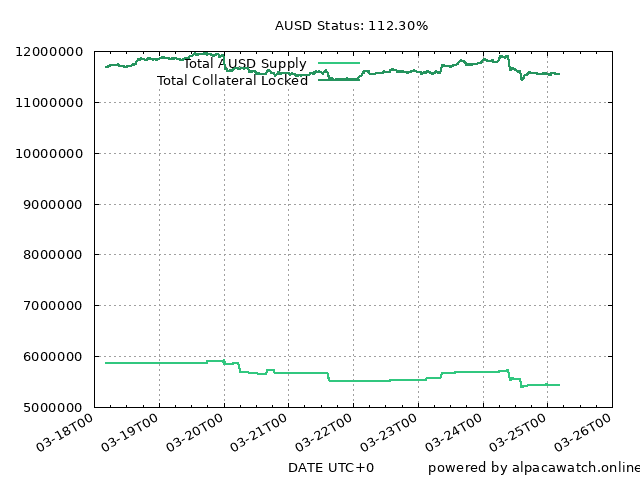 AUSD Status: 112.30%
12000000
11000000
10000000
9000000
8000000
7000000
6000000
5000000
Total AUSD Supply
Total Collateral Locked
03-18T00
03-19T00
03-20T00
03-21T00
03-22T00
03-23T00
03-24T00
03-25T00
03-26T00
DATE UTC+0
powered by alpacawatch.online